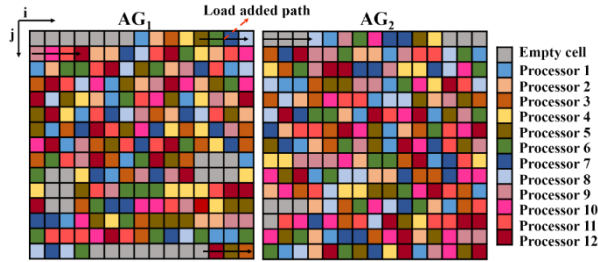 Load added path
i
AG1
AG2
j
Empty cell
Processor 1
Processor 2
Processor 3
Processor 4
Processor 5
Processor 6
Processor 7
Processor 8
Processor 9
Processor 10
Processor 11
Processor 12